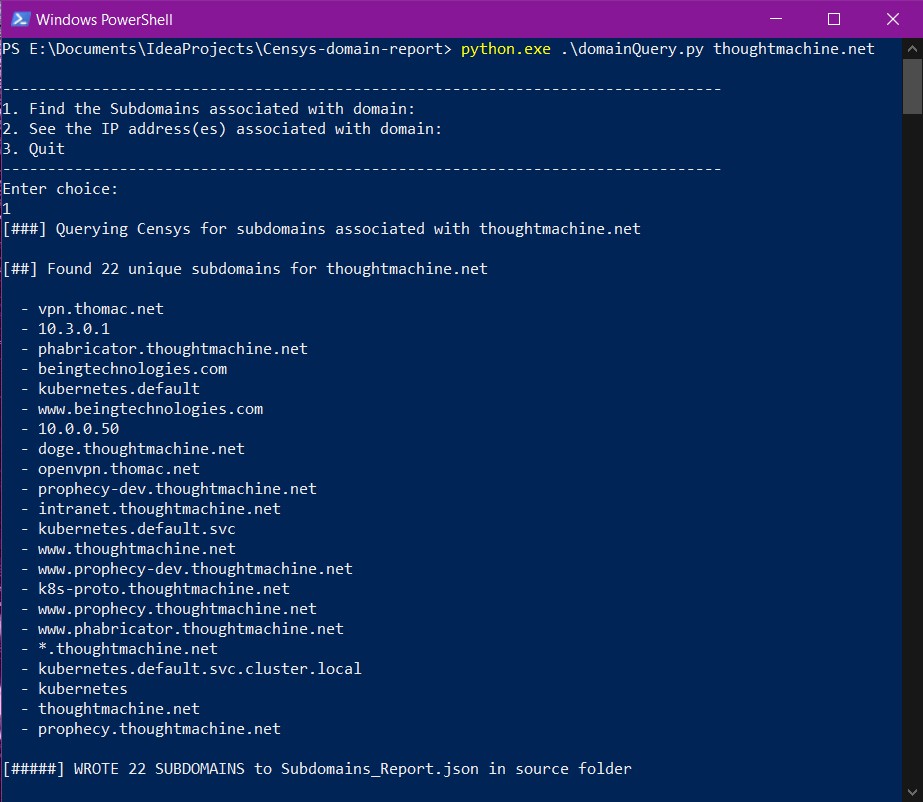 Windows PowerShell
PS E:\Documents\IdeaProjects\Censys-domain-report> python.exe .\domainQuery.py thoughtmachine.net
--------------------------------------------------------------------------------
1. Find the Subdomains associated with domain:
2. See the IP address(es) associated with domain:
3. Quit
--------------------------------------------------------------------------------
Enter choice:
1
[###] Querying Censys for subdomains associated with thoughtmachine.net
[##] Found 22 unique subdomains for thoughtmachine.net
- vpn.thomac.net
- 10.3.0.1
- phabricator.thoughtmachine.net
- beingtechnologies.com
- kubernetes.default
- www.beingtechnologies.com
- 10.0.0.50
- doge.thoughtmachine.net
- openvpn.thomac.net
- prophecy-dev.thoughtmachine.net
- intranet.thoughtmachine.net
- kubernetes.default.svc
- www.thoughtmachine.net
- www.prophecy-dev.thoughtmachine.net
- k8s-proto.thoughtmachine.net
- www.prophecy.thoughtmachine.net
- www.phabricator.thoughtmachine.net
- *.thoughtmachine.net
- kubernetes.default.svc.cluster.local
- kubernetes
- thoughtmachine.net
- prophecy.thoughtmachine.net
[#####] WROTE 22 SUBDOMAINS to Subdomains_Report.json in source folder